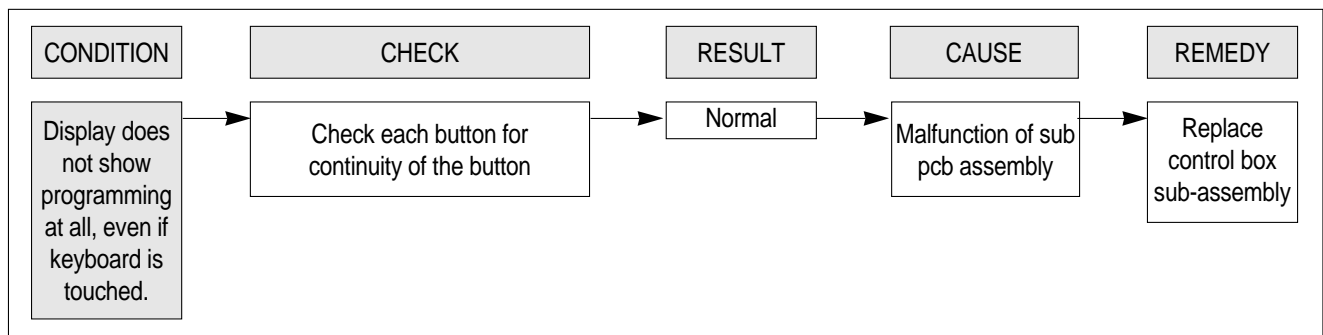 CONDITION
CHECK
RESULT
CAUSE
REMEDY
Display does
not show
programming
at all, even if
keyboard is
touched.
Check each button for
continuity of the button
Normal
Malfunction of sub
pcb assembly
Replace
control box
sub-assembly